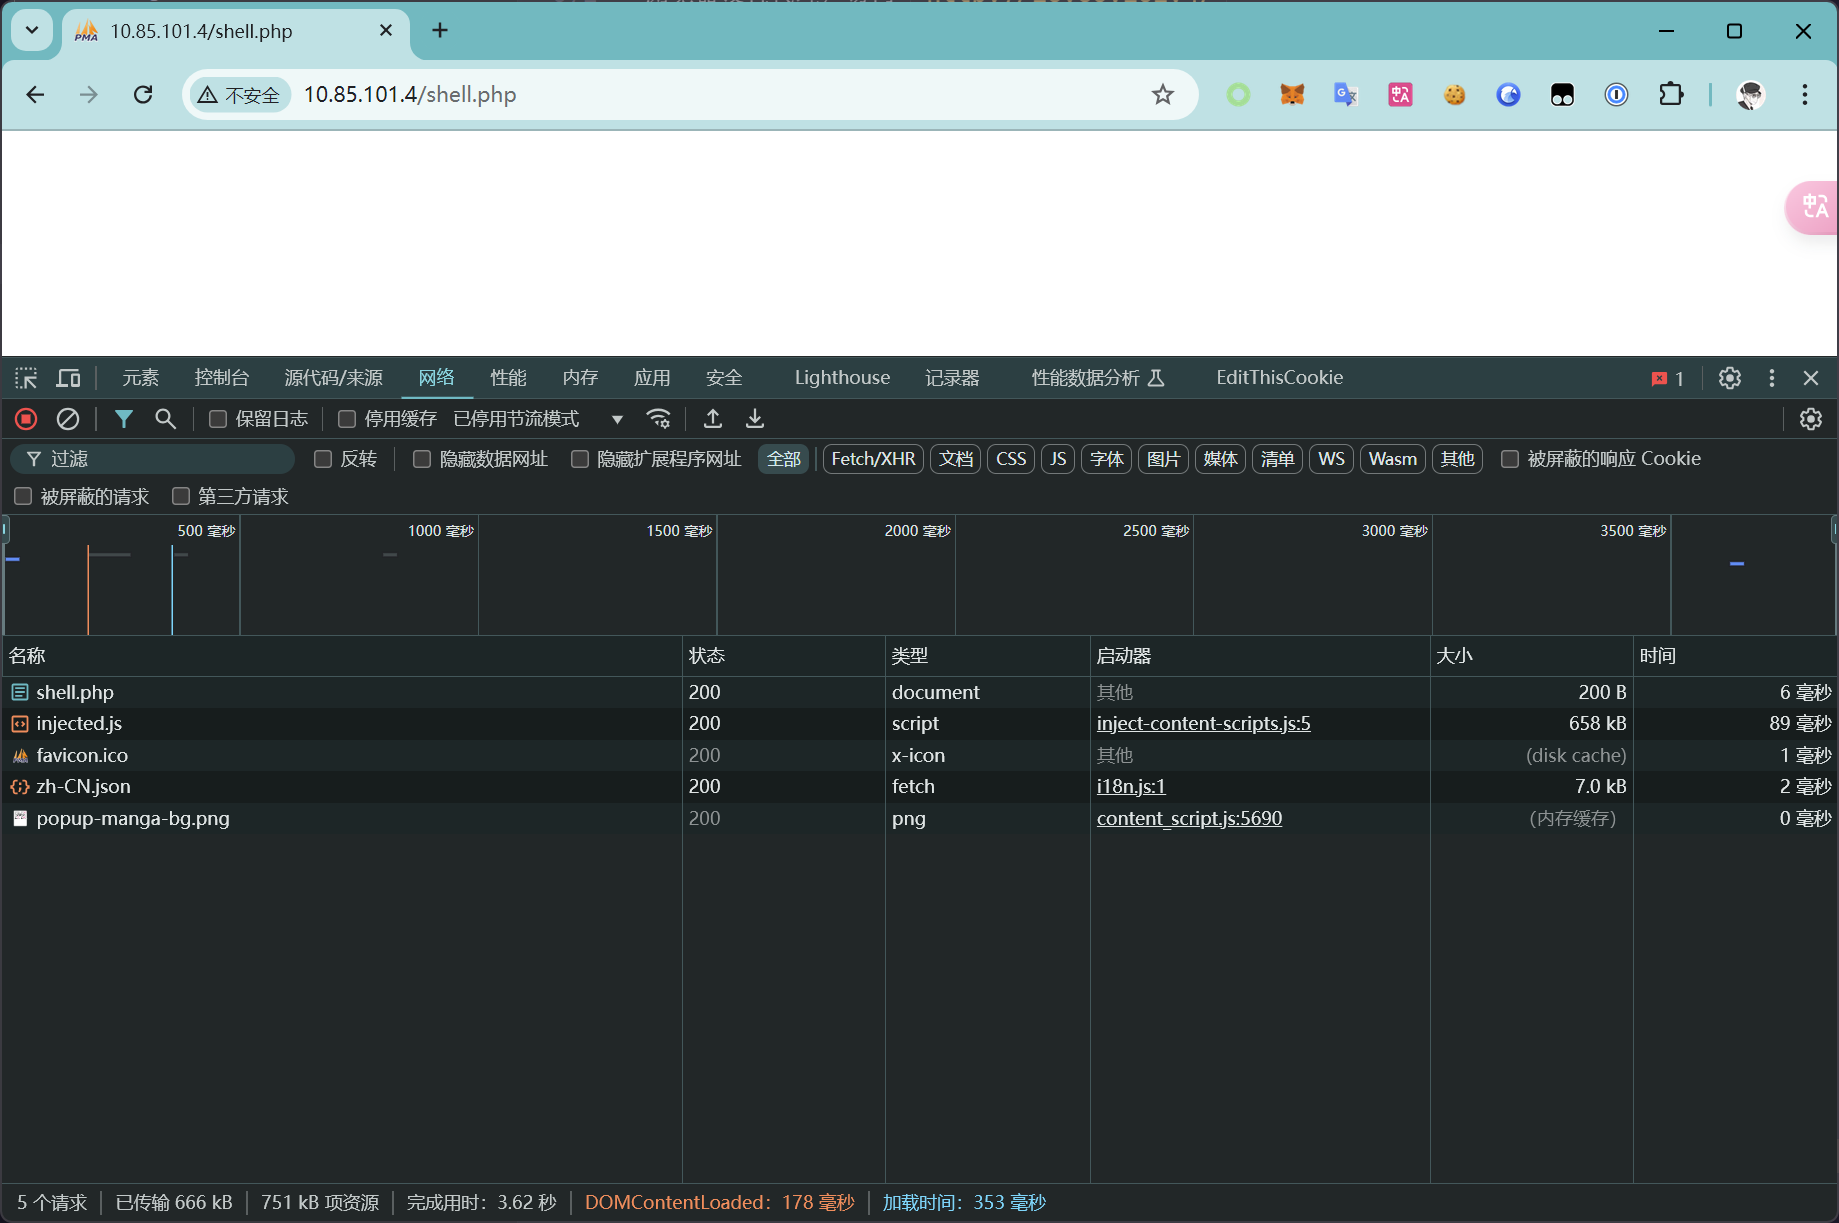 PMA 10.85.101.4/shell.php
不安全 10.85.101.4/shell.php
元素 控制台 源代码/来源 网络 性能 内存 应用 安全 Lighthouse 记录器 性能数据分析 EditThisCookie 1
保留日志 停用缓存 已停用节流模式
过滤 反转 隐藏数据网址 隐藏扩展程序网址 全部 Fetch/XHR 文档 CSS JS 字体 图片 媒体 清单 WS Wasm 其他 被屏蔽的响应 Cookie
被屏蔽的请求 第三方请求
500 毫秒 1000 毫秒 1500 毫秒 2000 毫秒 2500 毫秒 3000 毫秒 3500 毫秒
名称 状态 类型 启动器 大小 时间
shell.php 200 document 其他 200 B 6 毫秒
injected.js 200 script inject-content-scripts.js:5 658 kB 89 毫秒
favicon.ico 200 x-icon 其他 (disk cache) 1 毫秒
zh-CN.json 200 fetch i18n.js:1 7.0 kB 2 毫秒
popup-manga-bg.png 200 png content_script.js:5690 (内存缓存) 0 毫秒
5 个请求 已传输 666 kB 751 kB 项资源 完成用时：3.62 秒 DOMContentLoaded：178 毫秒 加载时间：353 毫秒